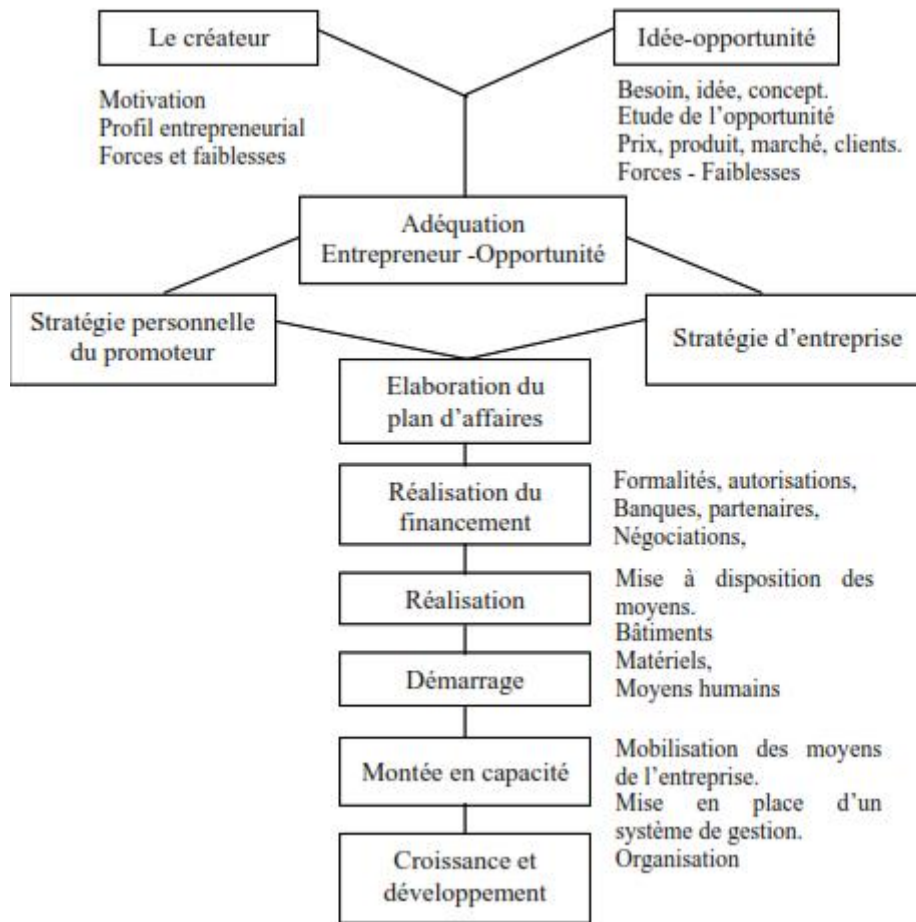 Le créateur
Idée-opportunité
Motivation
Profil entrepreneurial
Forces et faiblesses
Besoin, idée, concept.
Etude de l’opportunité
Prix, produit, marché, clients.
Forces - Faiblesses
Adéquation
Entrepreneur -Opportunité
Stratégie personnelle
du promoteur
Stratégie d’entreprise
Elaboration du
plan d’affaires
Réalisation du
financement
Formalités, autorisations,
Banques, partenaires,
Négociations,
Réalisation
Mise à disposition des
moyens.
Bâtiments
Matériels,
Moyens humains
Démarrage
Montée en capacité
Mobilisation des moyens
de l’entreprise.
Mise en place d’un
système de gestion.
Organisation
Croissance et
développement